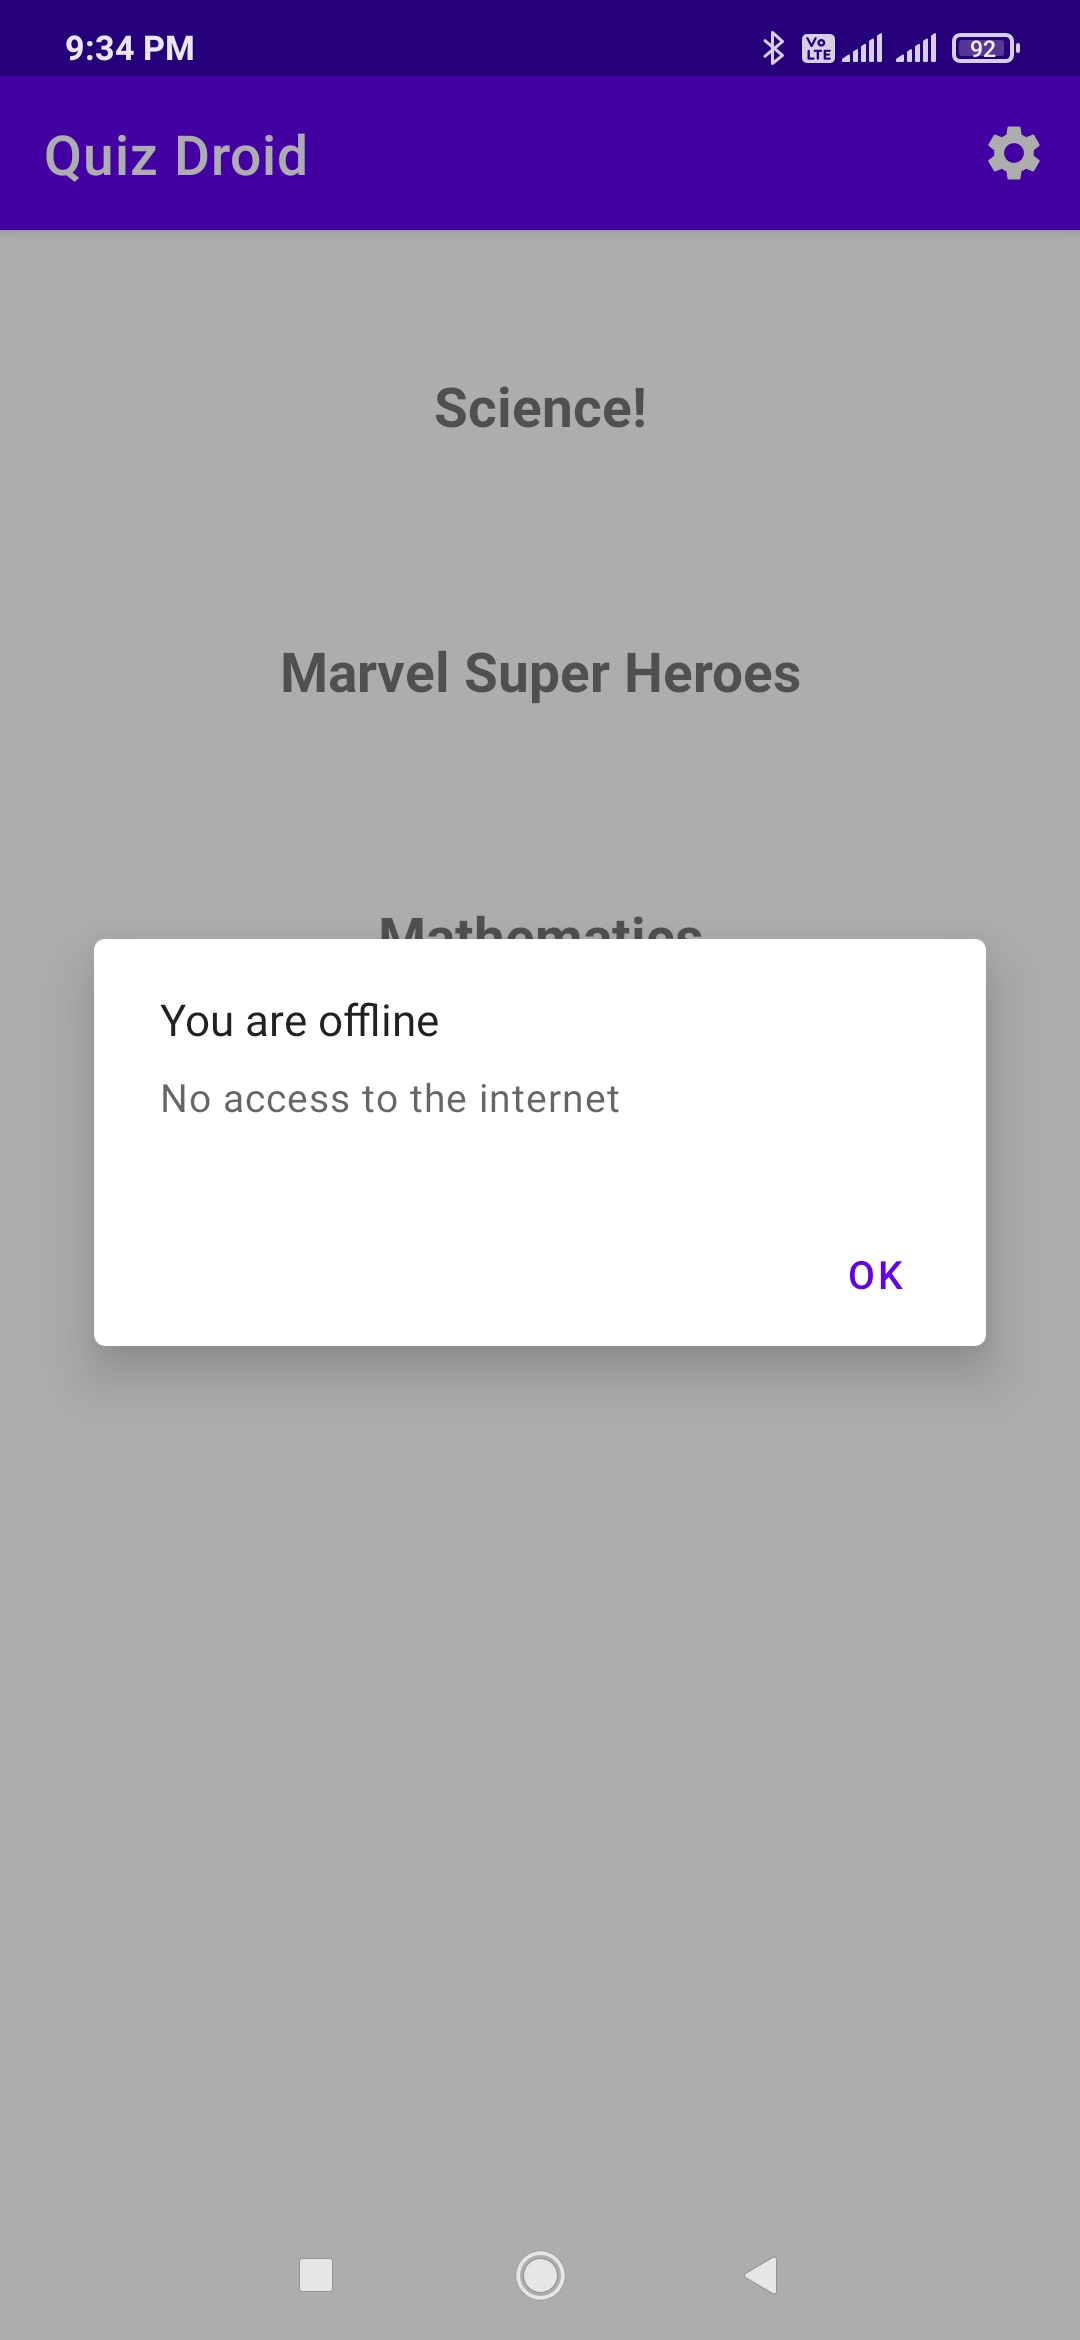 9:34 PM
Vo
LTE
92
Quiz Droid
Science!
Marvel Super Heroes
Mathematics
You are offline
No access to the internet
OK